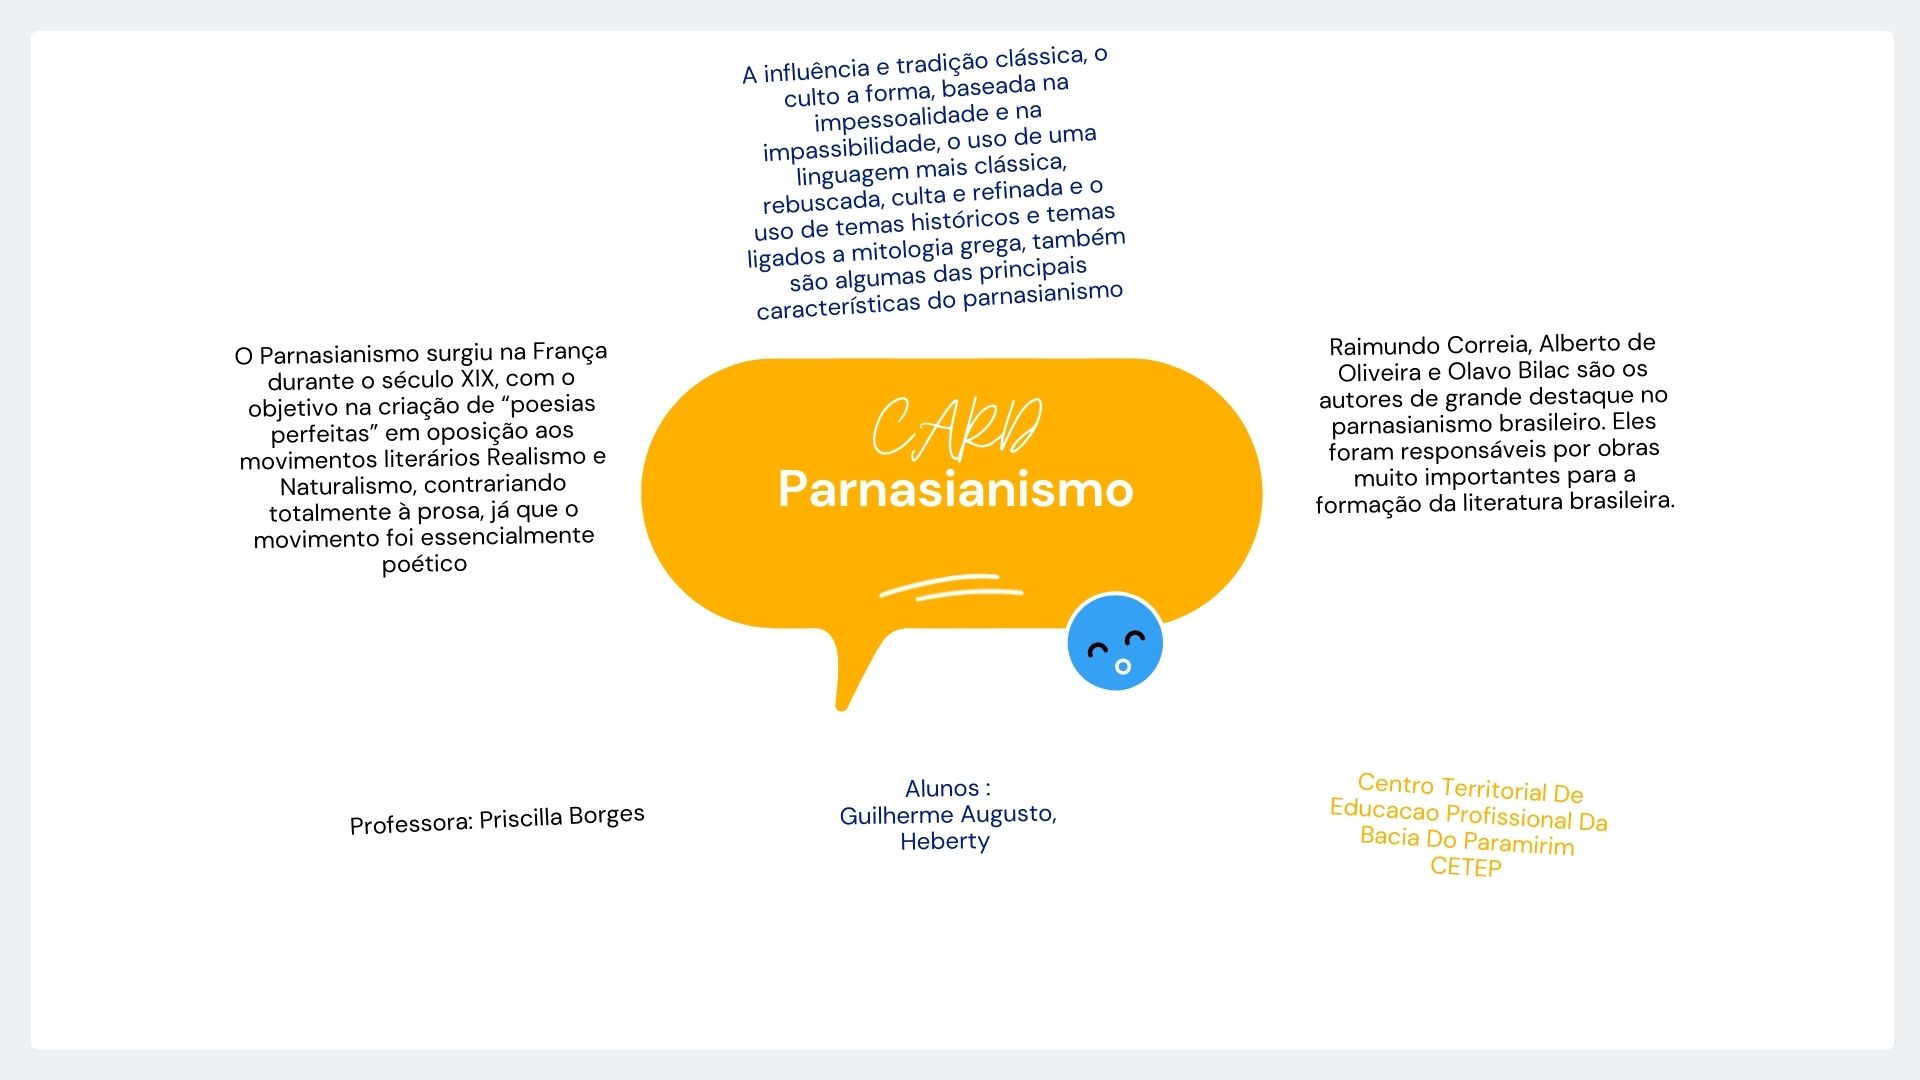 A influência e tradição clássica, o
culto a forma, baseada na
impessoalidade e na
impassibilidade, o uso de uma
linguagem mais clássica,
rebuscada, culta e refinada e o
uso de temas históricos e temas
ligados a mitologia grega, também
são algumas das principais
características do parnasianismo
O Parnasianismo surgiu na França
durante o século XIX, com o
objetivo na criação de “poesias
perfeitas” em oposição aos
movimentos literários Realismo e
Naturalismo, contrariando
totalmente à prosa, já que o
movimento foi essencialmente
poético
CARD
Parnasianismo
Raimundo Correia, Alberto de
Oliveira e Olavo Bilac são os
autores de grande destaque no
parnasianismo brasileiro. Eles
foram responsáveis por obras
muito importantes para a
formação da literatura brasileira.
Professora: Priscilla Borges
Alunos :
Guilherme Augusto,
Heberty
Centro Territorial De
Educacao Profissional Da
Bacia Do Paramirim
CETEP